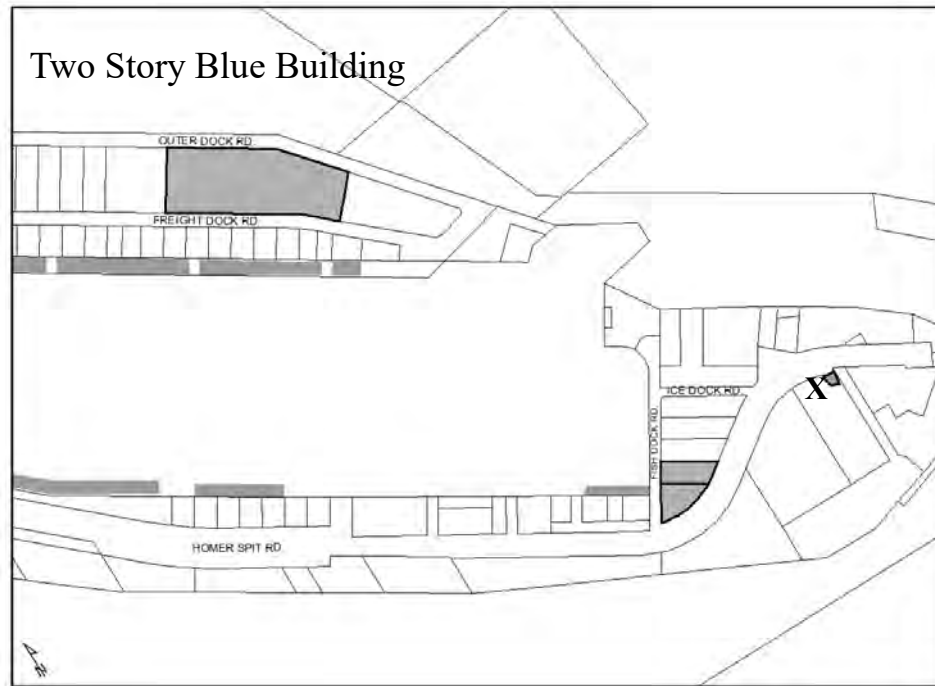 Two Story Blue Building
OUTER DOCK RD.
FREIGHT DOCK RD.
ICE DOCK RD.
X
FISH DOCK RD.
HOMER SPIT RD.
N